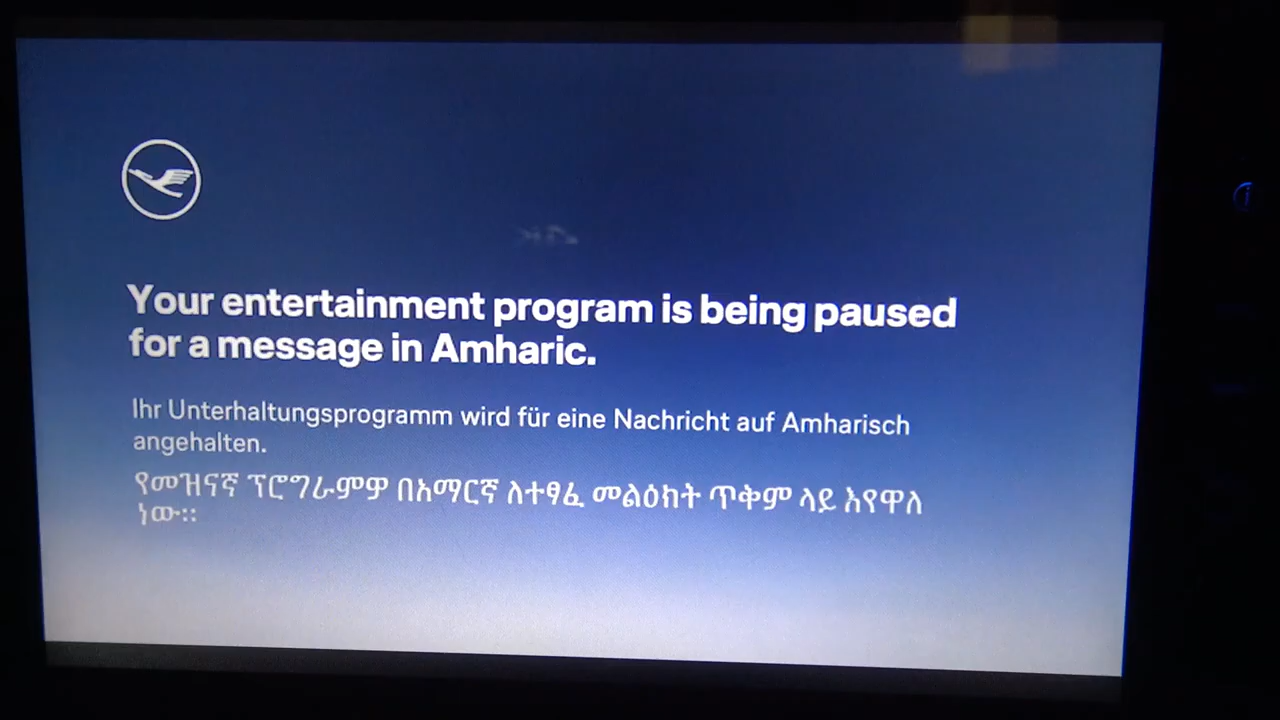 Your entertainment program is being paused
for a message in Amharic.
Ihr Unterhaltungsprogramm wird für eine Nachricht auf Amharisch
angehalten.
የመዝናኛ ፕሮግራምዎ በአማርኛ ለተፃፈ መልዕክት ጥቅም ላይ እየዋለ
ነው።